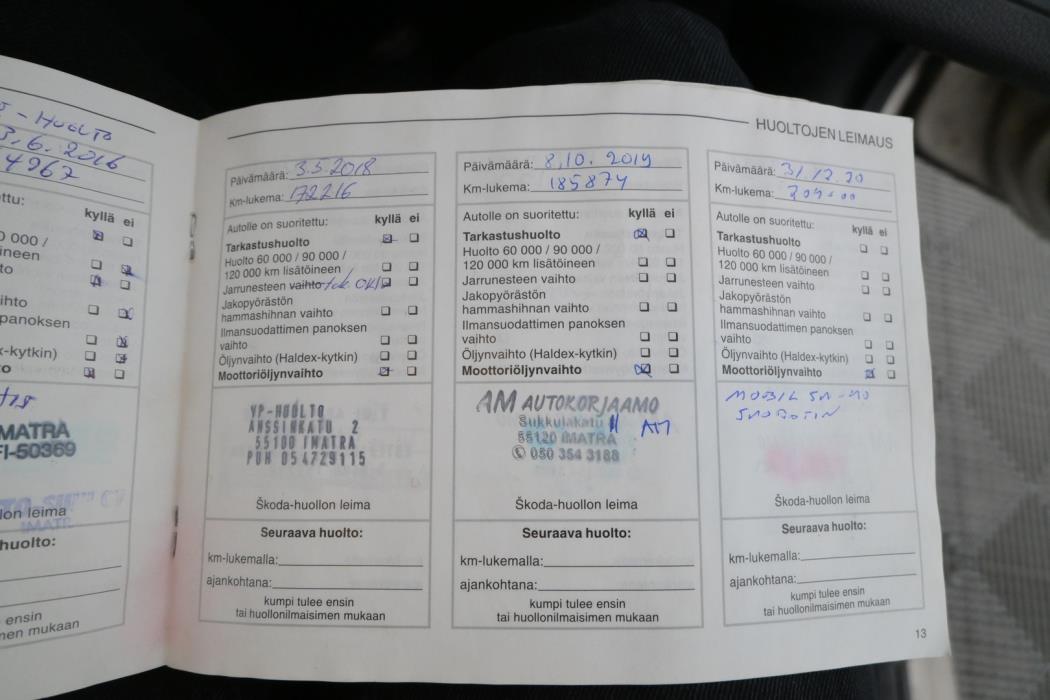 - HUOLTO
3.6.2016
4967
ettu:
kyllä ei
0 000 /
ineen
to
ihto
panoksen
(-kytkin)
to
IMATRA
FI-50369
IMATR
lon leima
huolto:
ensin
men mukaan
HUOLTOJEN LEIMAUS
Päivämäärä: 3.5.2018
Km-lukema: 172216
Autolle on suoritettu: kyllä ei
Tarkastushuolto
Huolto 60 000 / 90 000 /
120 000 km lisätöineen
Jarrunesteen vaihto
Jakopyörästön
hammashihnan vaihto
Ilmansuodattimen panoksen
vaihto
Öljynvaihto (Haldex-kytkin)
Moottoriöljynvaihto
VP-HUOLTO
ANSSINKATU 2
55100 IMATRA
PUH 054729115
Škoda-huollon leima
Seuraava huolto:
km-lukemalla:
ajankohtana:
kumpi tulee ensin
tai huollonilmaisimen mukaan
Päivämäärä: 8.10.2019
Km-lukema: 185874
Autolle on suoritettu: kyllä ei
Tarkastushuolto
Huolto 60 000 / 90 000 /
120 000 km lisätöineen
Jarrunesteen vaihto
Jakopyörästön
hammashihnan vaihto
Ilmansuodattimen panoksen
vaihto
Öljynvaihto (Haldex-kytkin)
Moottoriöljynvaihto
AM AUTOKORJAAMO
Sukkulakatu
55120 IMATRA
050 354 3188
Škoda-huollon leima
Seuraava huolto:
km-lukemalla:
ajankohtana:
kumpi tulee ensin
tai huollonilmaisimen mukaan
Päivämäärä: 31.12.20
Km-lukema:
Autolle on suoritettu: kyllä ei
Tarkastushuolto
Huolto 60 000 / 90 000 /
120 000 km lisätöineen
Jarrunesteen vaihto
Jakopyörästön
hammashihnan vaihto
Ilmansuodattimen panoksen
vaihto
Öljynvaihto (Haldex-kytkin)
Moottoriöljynvaihto
MOBIL
Škoda-huollon leima
Seuraava huolto:
km-lukemalla:
ajankohtana:
kumpi tulee ensin
tai huollonilmaisimen mukaan
13